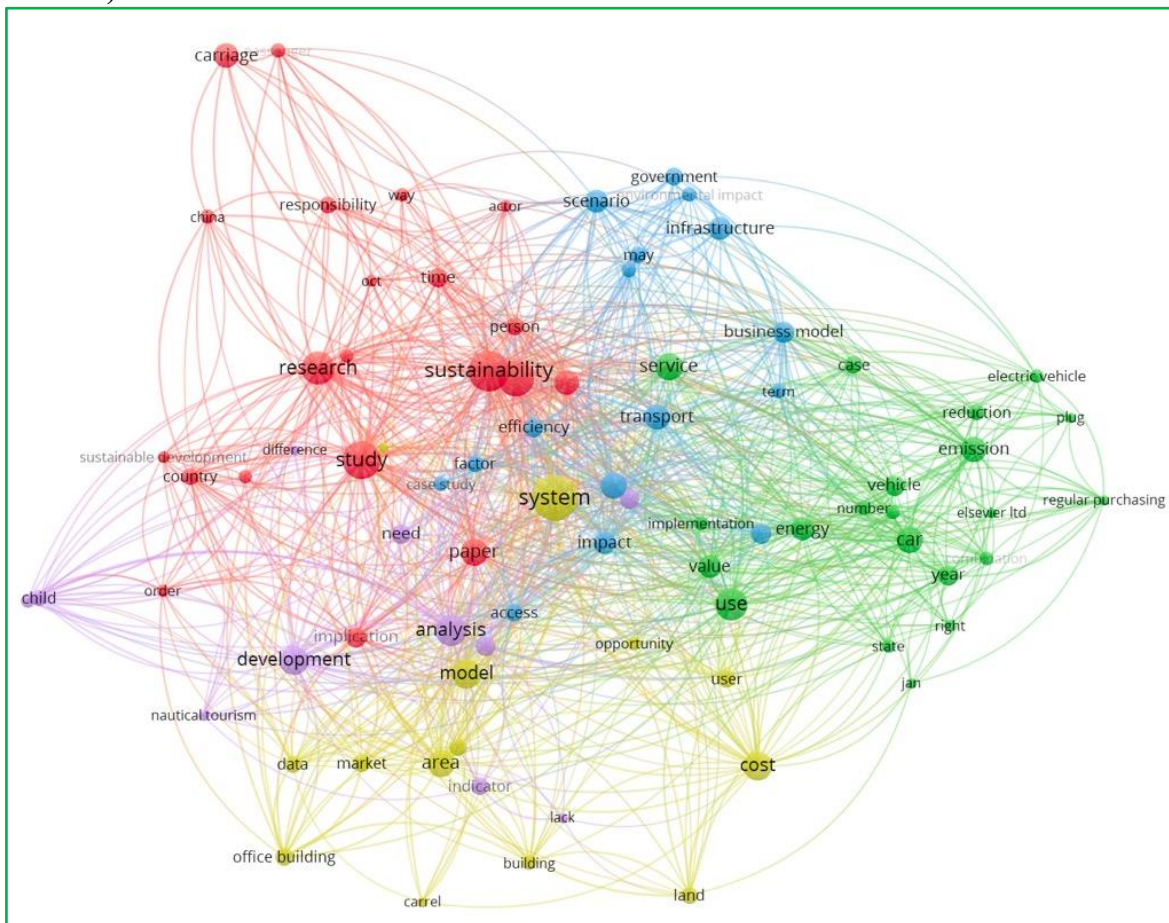 carriage
government
environmental impact
scenario
way
responsibility
actor
china
infrastructure
may
oct
time
person
business model
research
sustainability
service
case
electric vehicle
term
reduction
plug
transport
efficiency
difference
sustainable development
study
factor
emission
country
case study
vehicle
system
regular purchasing
number
elsevier ltd
implementation
need
energy
paper
impact
car
value
year
child
order
use
access
right
analysis
implication
opportunity
state
development
model
user
jan
nautical tourism
data
market
area
cost
indicator
lack
office building
building
land
carrel